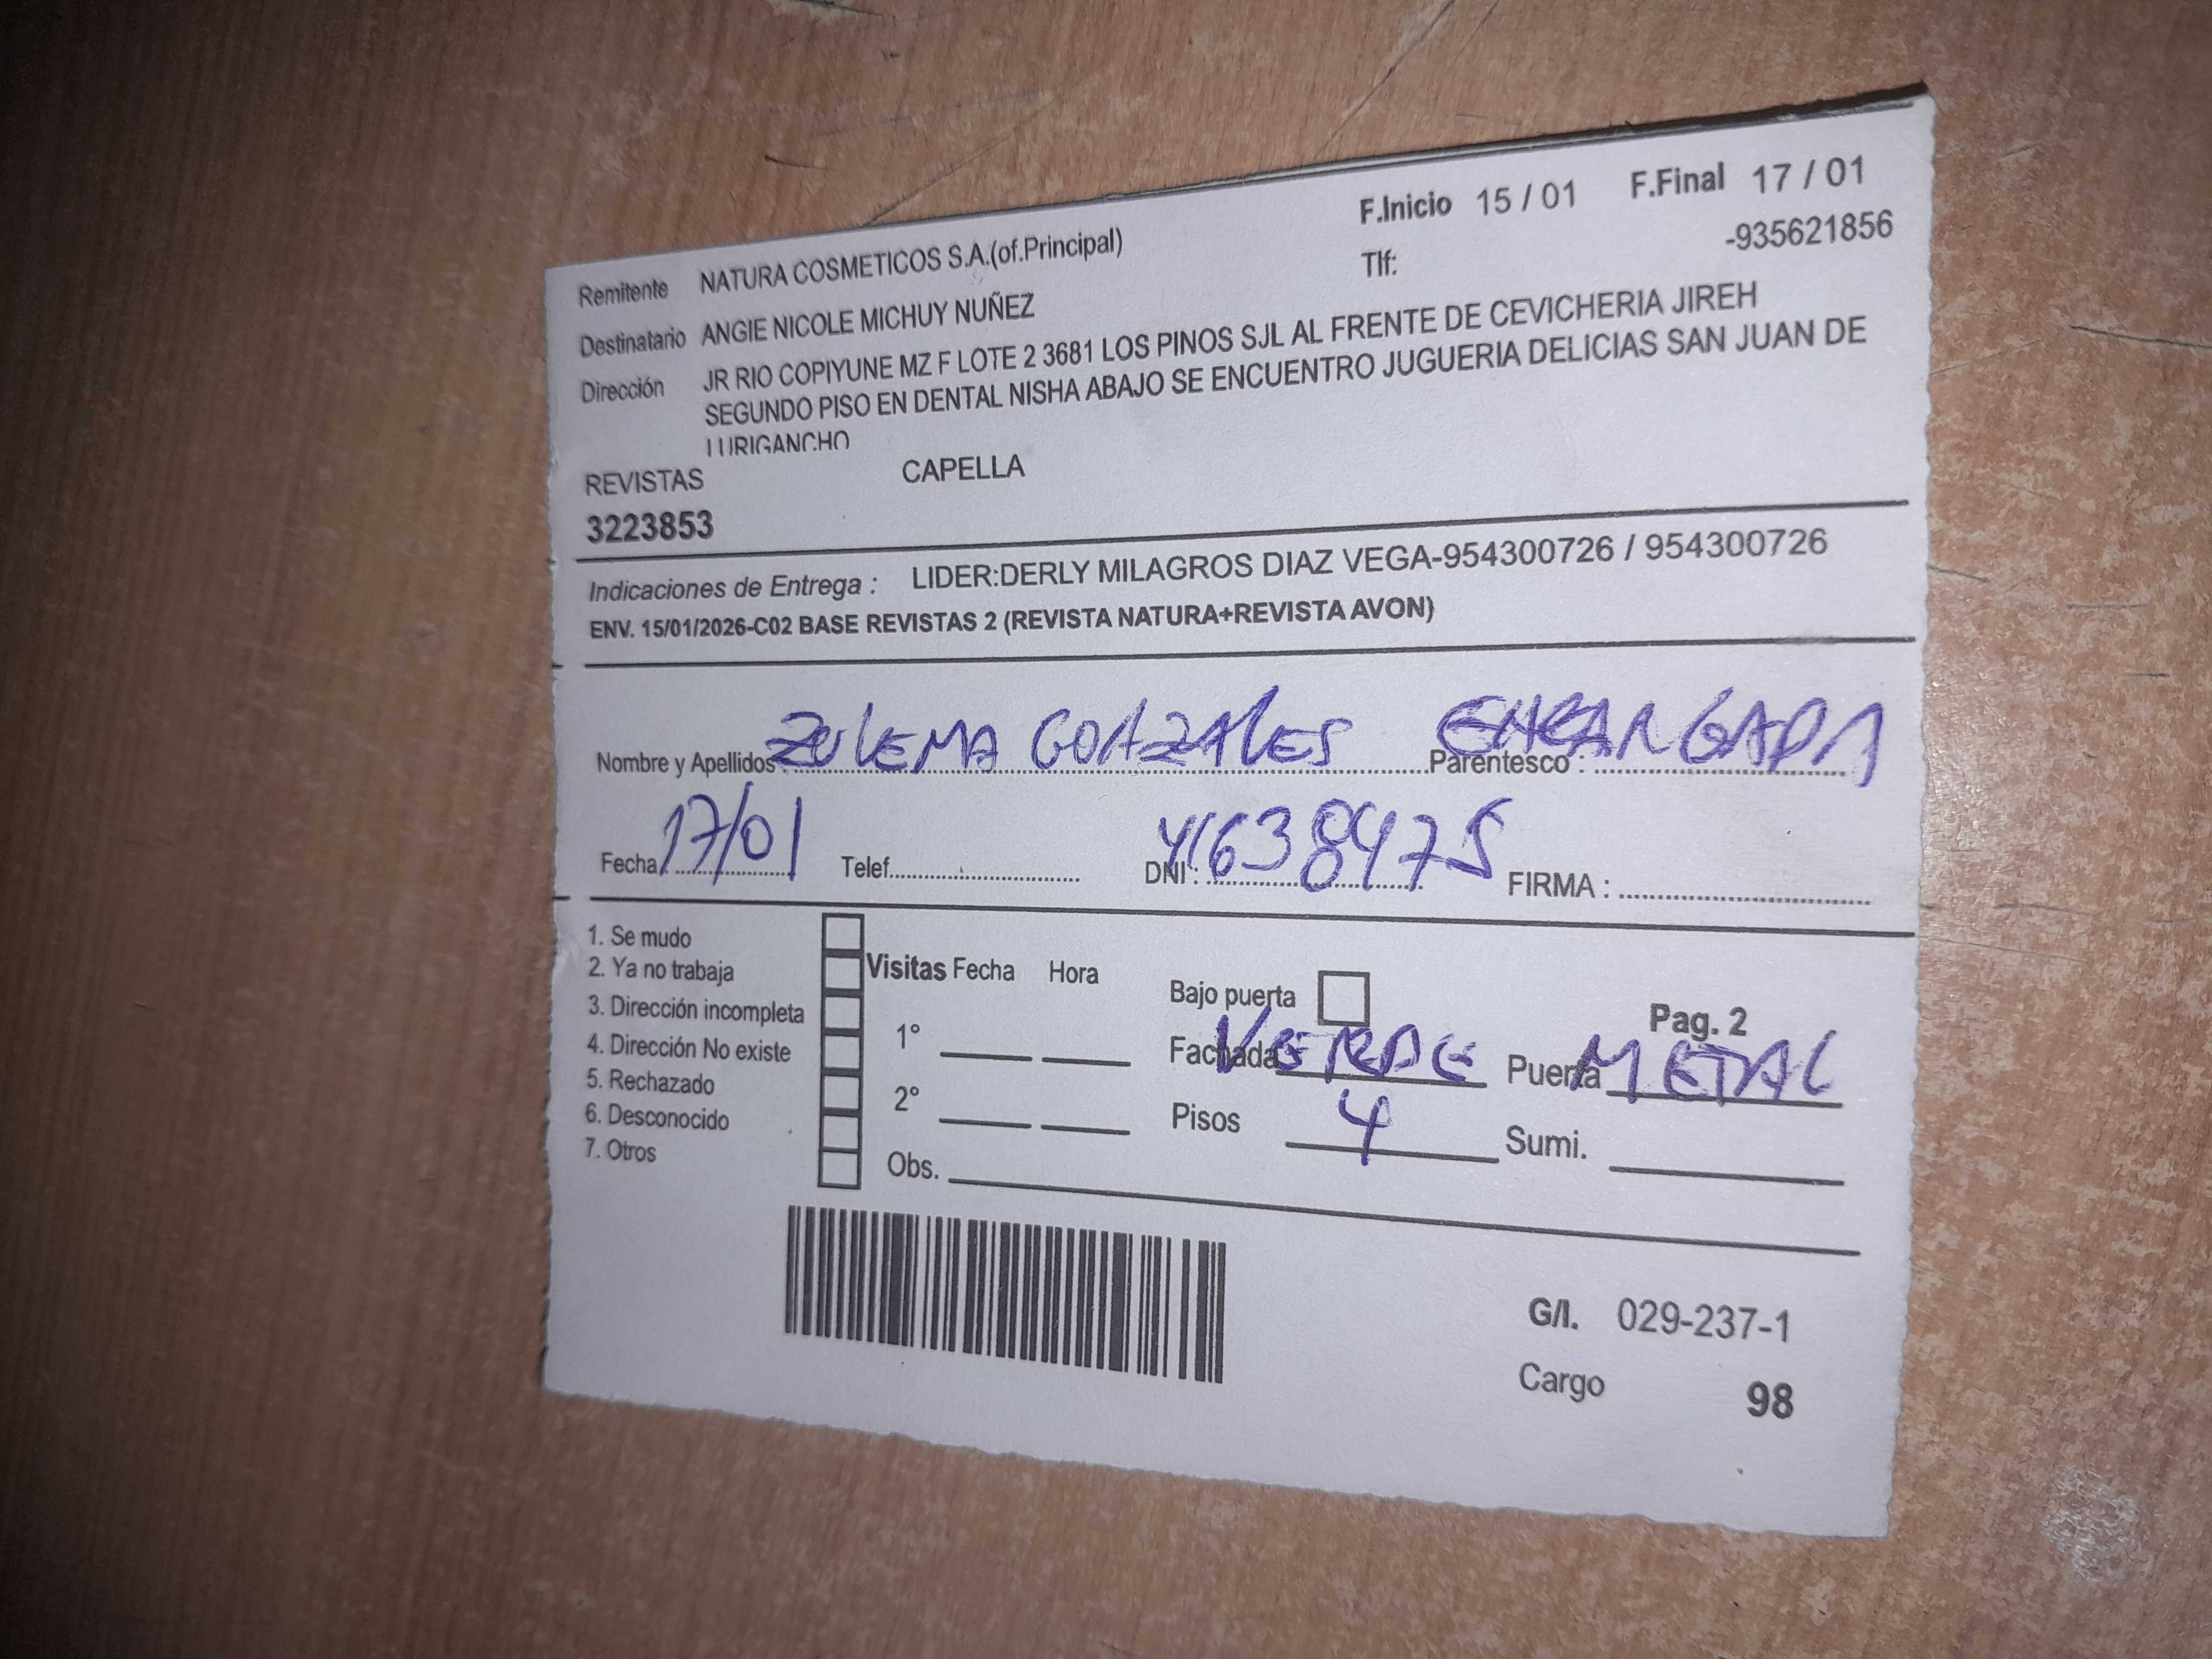 F.Inicio 15 / 01 F.Final 17 / 01
Remitente NATURA COSMETICOS S.A.(of.Principal) Tlf: -935621856
Destinatario ANGIE NICOLE MICHUY NUÑEZ
Dirección JR RIO COPIYUNE MZ F LOTE 2 3681 LOS PINOS SJL AL FRENTE DE CEVICHERIA JIREH
SEGUNDO PISO EN DENTAL NISHA ABAJO SE ENCUENTRO JUGUERIA DELICIAS SAN JUAN DE
LURIGANCHO
REVISTAS CAPELLA
3223853
Indicaciones de Entrega : LIDER:DERLY MILAGROS DIAZ VEGA-954300726 / 954300726
ENV. 15/01/2026-C02 BASE REVISTAS 2 (REVISTA NATURA+REVISTA AVON)
Nombre y Apellidos ZULEMA GONZALES Parentesco : ENCARGADA
Fecha 17/01 Telef. DNI : 41638475 FIRMA :
1. Se mudo
2. Ya no trabaja
3. Dirección incompleta
4. Dirección No existe
5. Rechazado
6. Desconocido
7. Otros
Visitas Fecha Hora
1°
2°
Obs.
Bajo puerta Pag. 2
Fachada VERDE Puerta METAL
Pisos 4 Sumi.
G/I. 029-237-1
Cargo 98